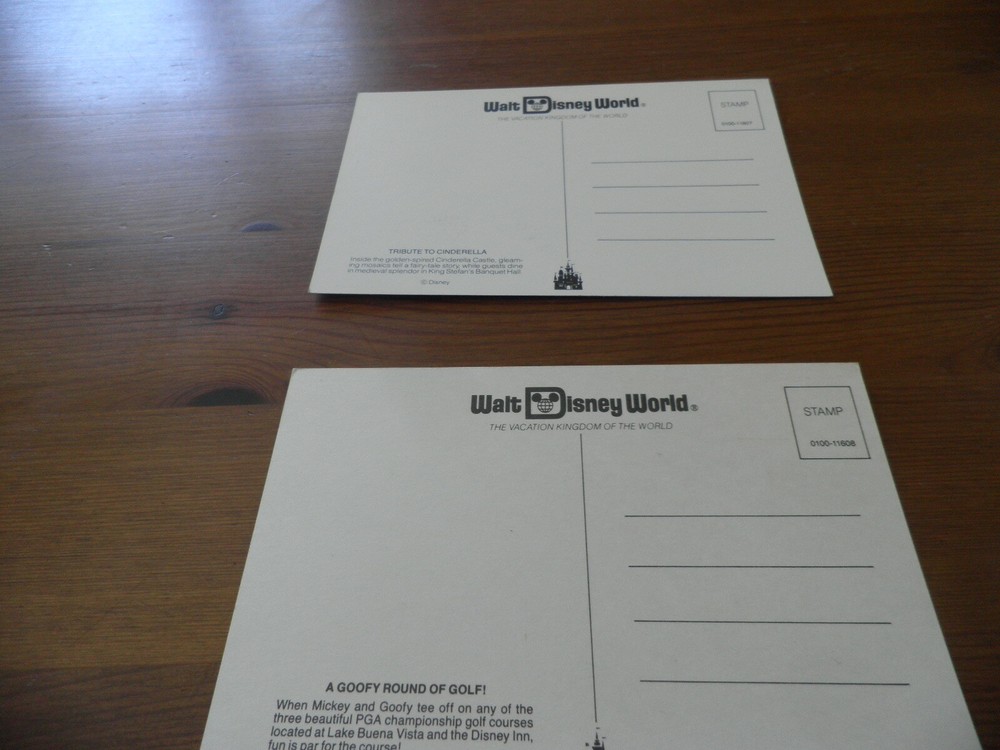 Walt Disney World®
THE VACATION KINGDOM OF THE WORLD
STAMP
TRIBUTE TO CINDERELLA
Inside the golden-spired Cinderella Castle, gleam-
ing mosaics tell a fairy-tale story, while guests dine
in medieval splendor in King Stefan's Banquet Hall.
© Disney
Walt Disney World®
THE VACATION KINGDOM OF THE WORLD
STAMP
0100-11608
A GOOFY ROUND OF GOLF!
When Mickey and Goofy tee off on any of the
three beautiful PGA championship golf courses
located at Lake Buena Vista and the Disney Inn,
fun is par for the course!